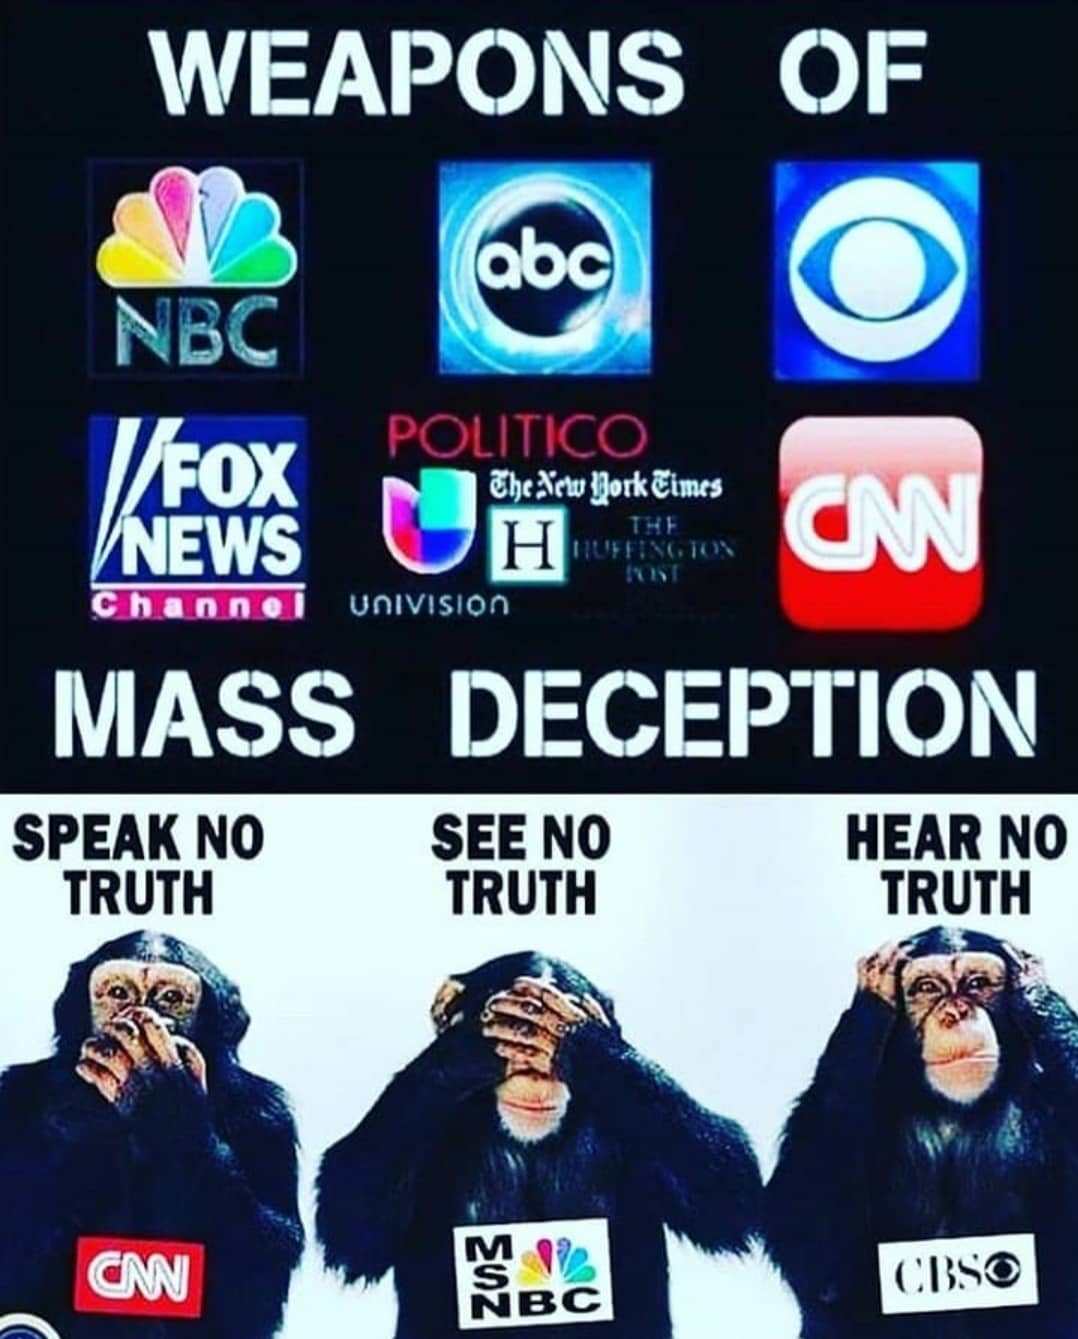 WEAPONS OF
NBC
abc
FOX
NEWS
Channel
POLITICO
The New York Times
H
THE
HUFFINGTON
POST
UNIVISION
CNN
MASS DECEPTION
SPEAK NO
TRUTH
SEE NO
TRUTH
HEAR NO
TRUTH
CNN
M
S
NBC
CBS